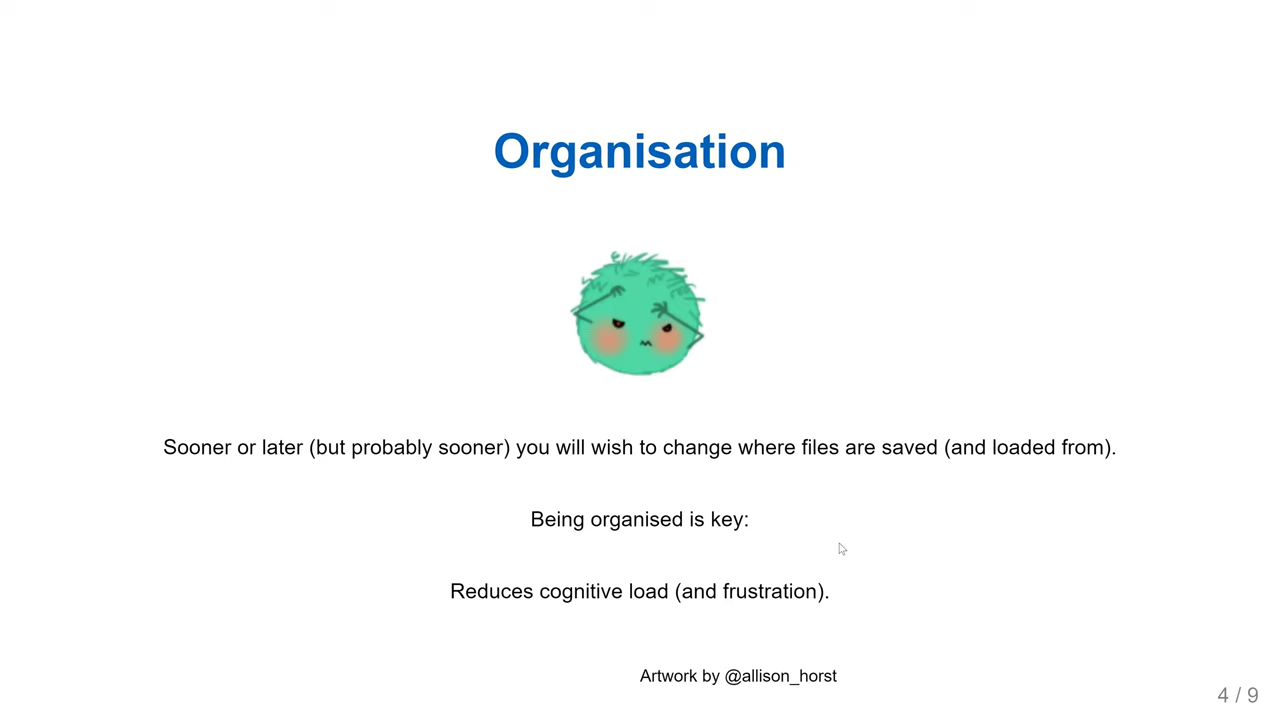 Organisation
Sooner or later (but probably sooner) you will wish to change where files are saved (and loaded from).
Being organised is key:
Reduces cognitive load (and frustration).
Artwork by @allison_horst
4 / 9